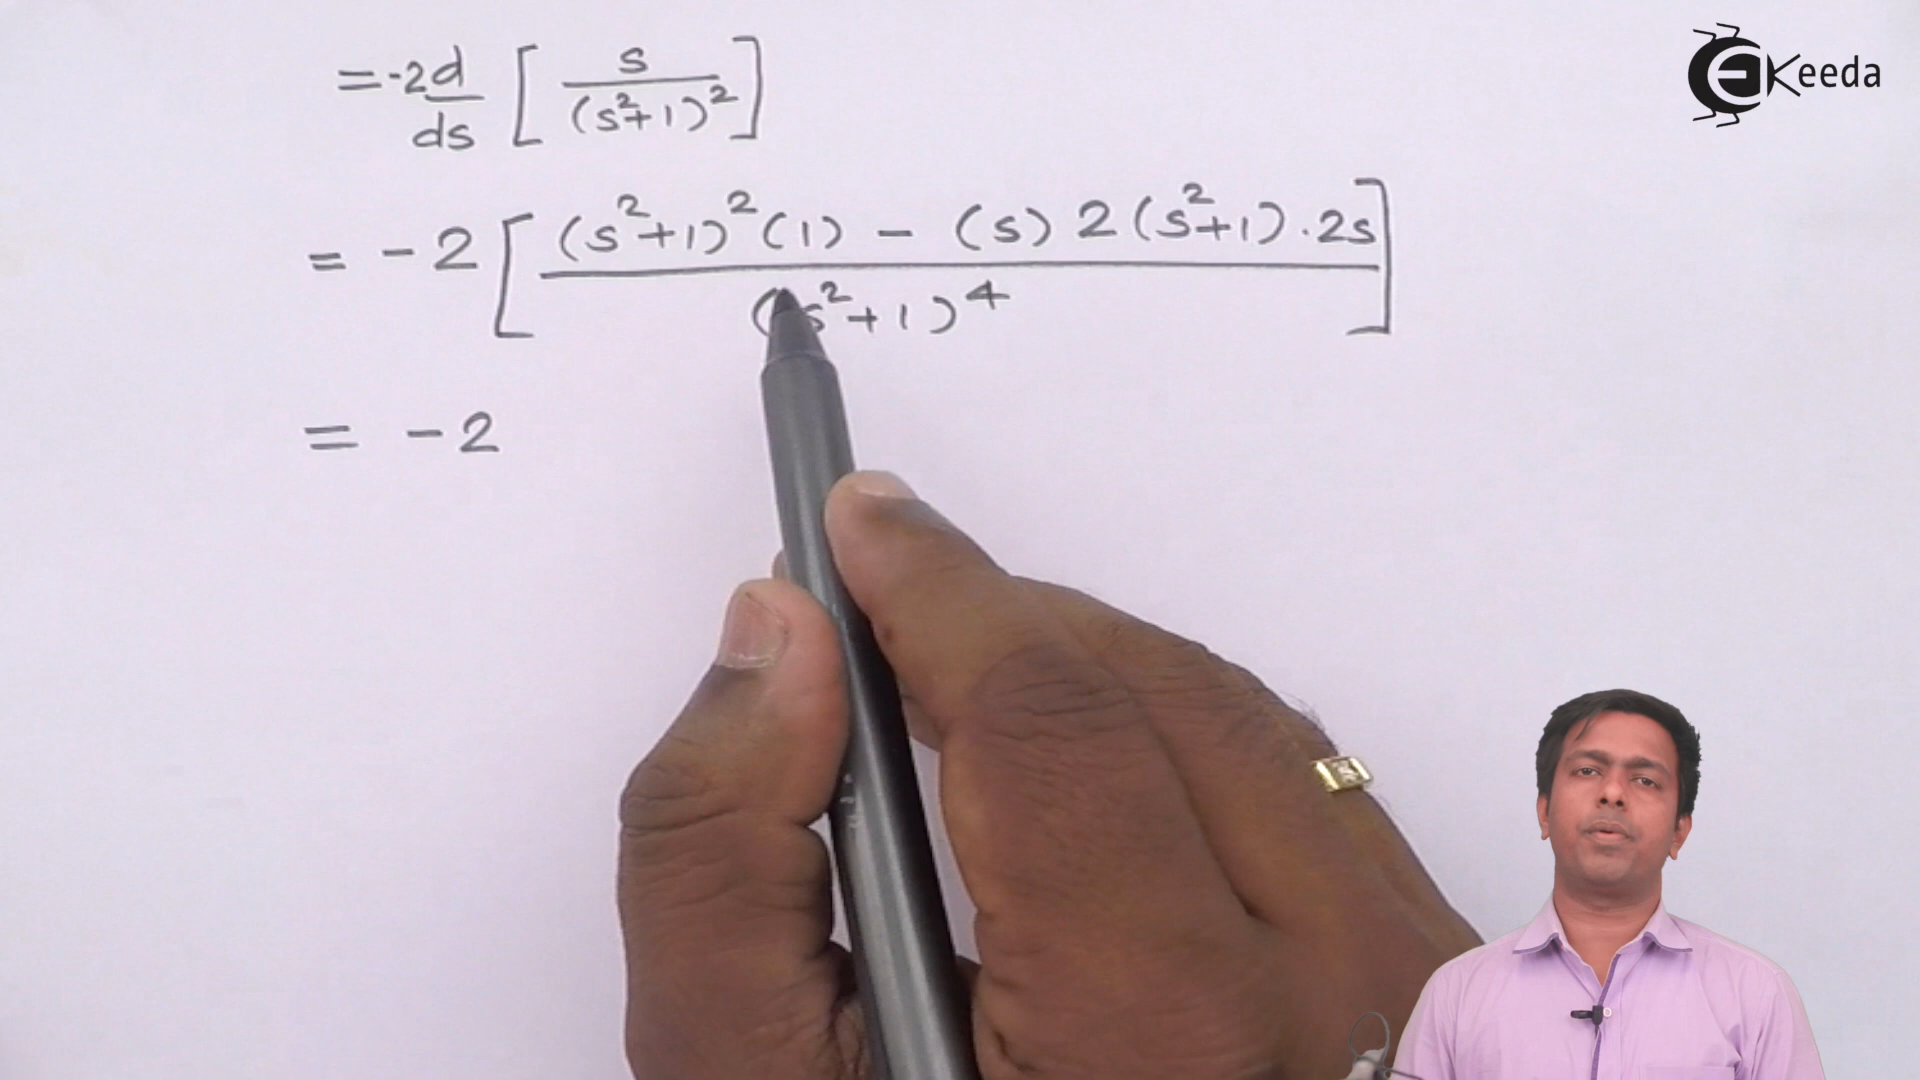 Ekeeda
= -2 d/ds [ s / (s²+1)² ]
= -2 [ (s²+1)² (1) - (s) 2 (s²+1) . 2s / (s²+1)⁴ ]
= -2